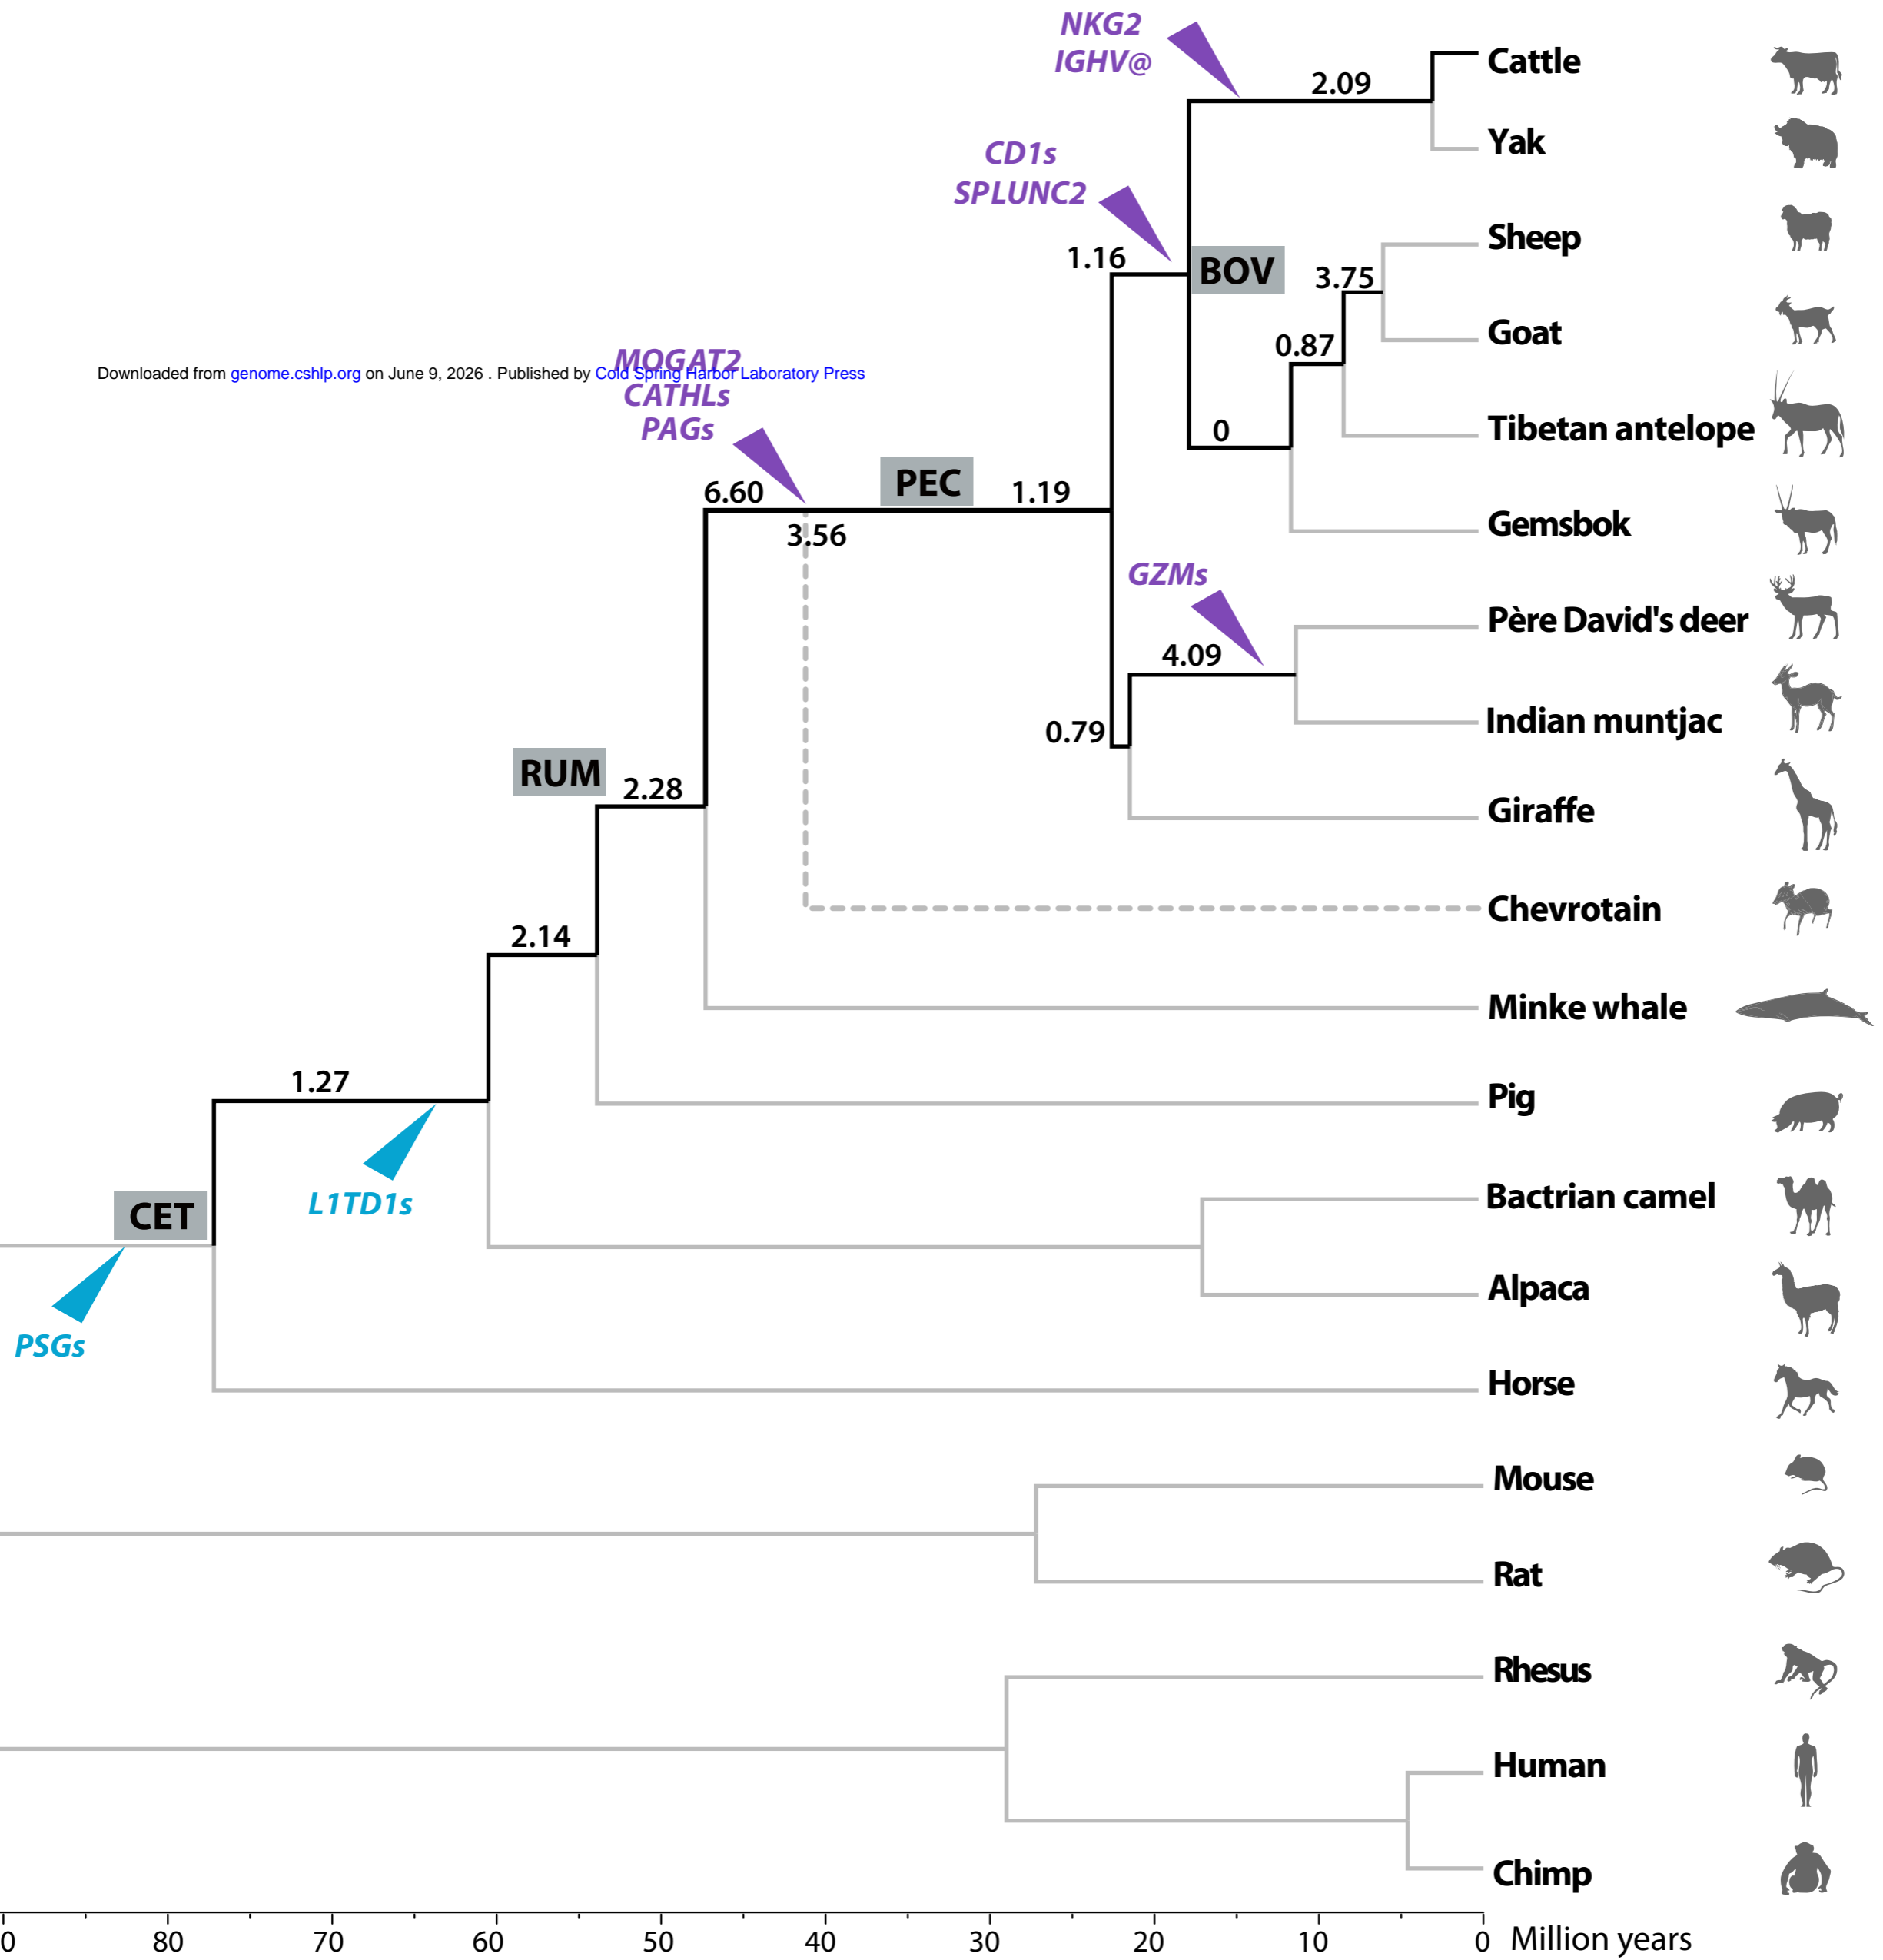 NKG2
IGHV@
Cattle
2.09
Yak
CD1s
SPLUNC2
Sheep
1.16
BOV
3.75
Goat
0.87
MOGAT2
Downloaded from genome.cshlp.org on June 9, 2026 . Published by Cold Spring Harbor Laboratory Press
CATHLs
PAGs
0
Tibetan antelope
6.60
PEC
1.19
3.56
Gemsbok
GZMs
Père David's deer
4.09
0.79
Indian muntjac
RUM
2.28
Giraffe
Chevrotain
2.14
Minke whale
1.27
Pig
L1TD1s
CET
Bactrian camel
Alpaca
PSGs
Horse
Mouse
Rat
Rhesus
Human
Chimp
0 80 70 60 50 40 30 20 10 0 Million years